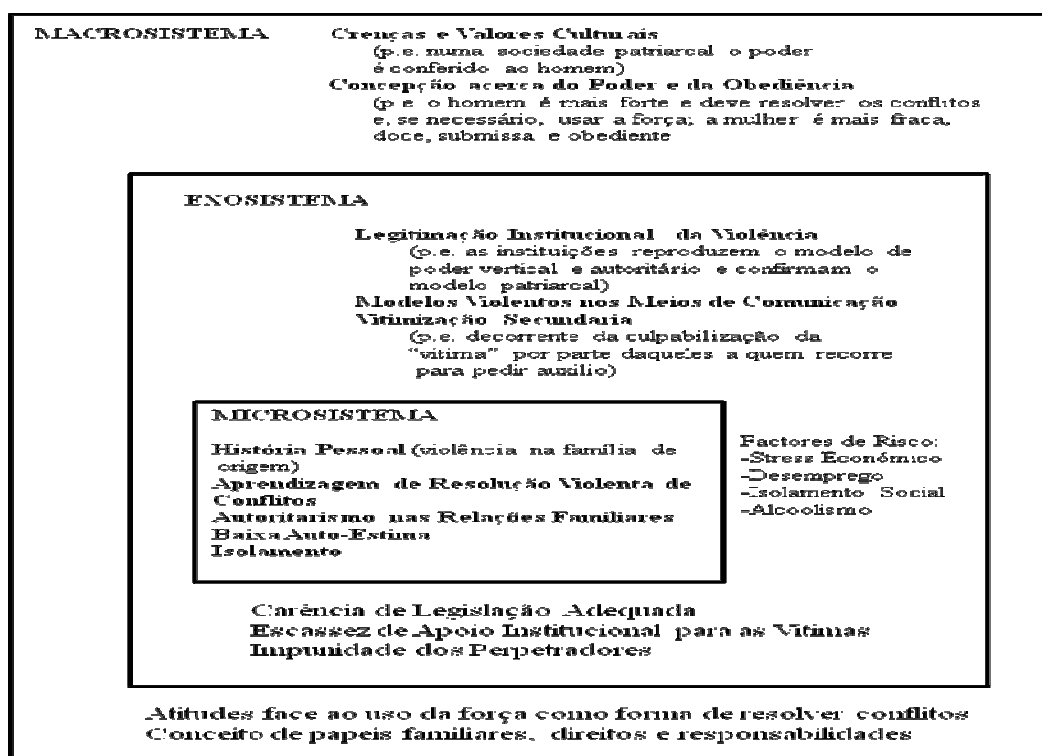 MACROSISTEMA Crenças e Valores Culturais
(p.e. numa sociedade patriarcal o poder
é conferido ao homem)
Concepção acerca do Poder e da Obediência
(p e o homem é mais forte e deve resolver os conflitos
e, se necessário, usar a força; a mulher é mais fraca,
doce, submissa e obediente
EXOSISTEMA
Legitimação Institucional da Violência
(p.e. as instituições reproduzem o modelo de
poder vertical e autoritário e confirmam o
modelo patriarcal)
Modelos Violentos nos Meios de Comunicação
Vitimização Secundaria
(p.e. decorrente da culpabilização da
“vitima” por parte daqueles a quem recorre
para pedir auxilio)
MICROSISTEMA
História Pessoal (violência na família de
origem)
Aprendizagem de Resolução Violenta de
Conflitos
Autoritarismo nas Relações Familiares
Baixa Auto-Estima
Isolamento
Factores de Risco:
-Stress Económico
-Desemprego
-Isolamento Social
-Alcoolismo
Carência de Legislação Adequada
Escassez de Apoio Institucional para as Vitimas
Impunidade dos Perpetradores
Atitudes face ao uso da força como forma de resolver conflitos
Conceito de papeis familiares, direitos e responsabilidades